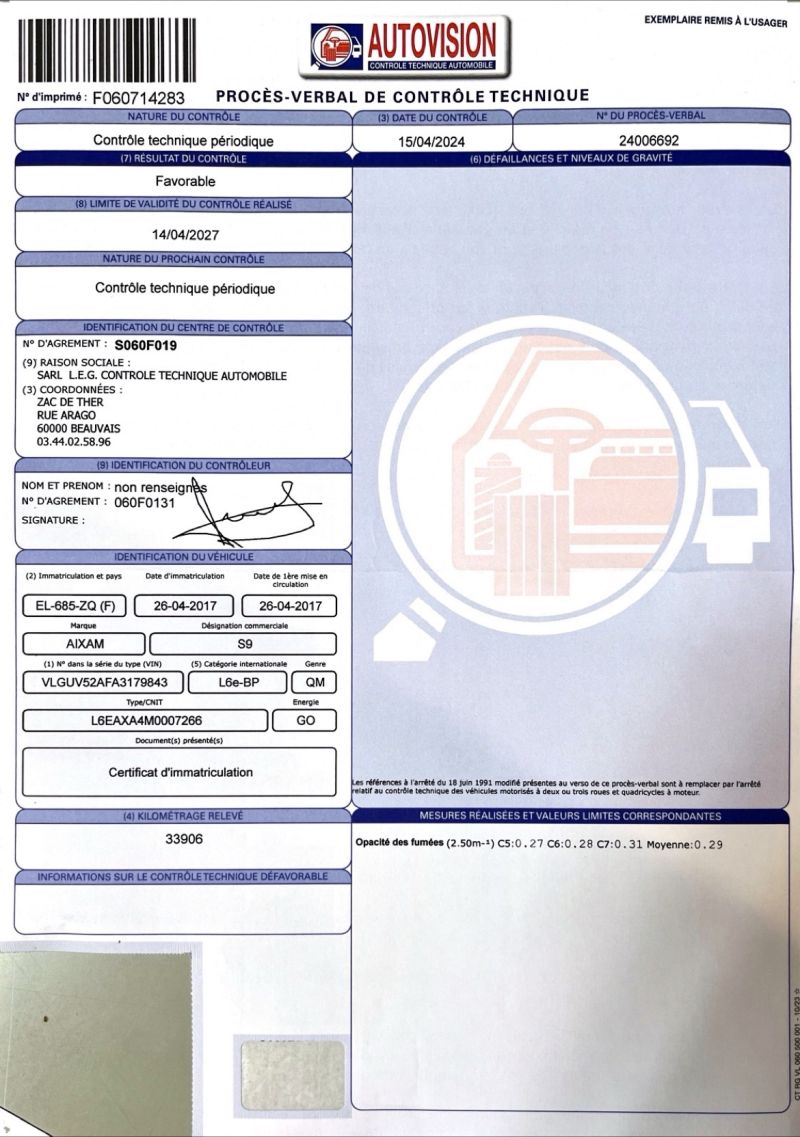 EXEMPLAIRE REMIS À L'USAGER
AUTOVISION
CONTROLE TECHNIQUE AUTOMOBILE
N° d'imprimé : F060714283
PROCÈS-VERBAL DE CONTRÔLE TECHNIQUE
NATURE DU CONTRÔLE
Contrôle technique périodique
(3) DATE DU CONTRÔLE
15/04/2024
N° DU PROCÈS-VERBAL
24006692
(7) RÉSULTAT DU CONTRÔLE
Favorable
(6) DÉFAILLANCES ET NIVEAUX DE GRAVITÉ
(8) LIMITE DE VALIDITÉ DU CONTRÔLE RÉALISÉ
14/04/2027
NATURE DU PROCHAIN CONTRÔLE
Contrôle technique périodique
IDENTIFICATION DU CENTRE DE CONTRÔLE
N° D'AGREMENT : S060F019
(9) RAISON SOCIALE :
SARL L.E.G. CONTROLE TECHNIQUE AUTOMOBILE
(3) COORDONNÉES :
ZAC DE THER
RUE ARAGO
60000 BEAUVAIS
03.44.02.58.96
(9) IDENTIFICATION DU CONTRÔLEUR
NOM ET PRENOM : non renseignés
N° D'AGREMENT : 060F0131
SIGNATURE :
IDENTIFICATION DU VÉHICULE
(2) Immatriculation et pays
EL-685-ZQ (F)
Date d'immatriculation
26-04-2017
Date de 1ère mise en
circulation
26-04-2017
Marque
AIXAM
Désignation commerciale
S9
(1) N° dans la série du type (VIN)
VLGUV52AFA3179843
(5) Catégorie internationale
L6e-BP
Genre
QM
Type/CNIT
L6EAXA4M0007266
Energie
GO
Document(s) présenté(s)
Certificat d'immatriculation
Les références à l'arrêté du 18 juin 1991 modifié présentes au verso de ce procès-verbal sont à remplacer par l'arrêté
relatif au contrôle technique des véhicules motorisés à deux ou trois roues et quadricycles à moteur.
(4) KILOMÉTRAGE RELEVÉ
33906
MESURES RÉALISÉES ET VALEURS LIMITES CORRESPONDANTES
Opacité des fumées (2.50m-¹) C5:0.27 C6:0.28 C7:0.31 Moyenne:0.29
INFORMATIONS SUR LE CONTRÔLE TECHNIQUE DÉFAVORABLE
CT RG VL 060 500 001 - 10/23